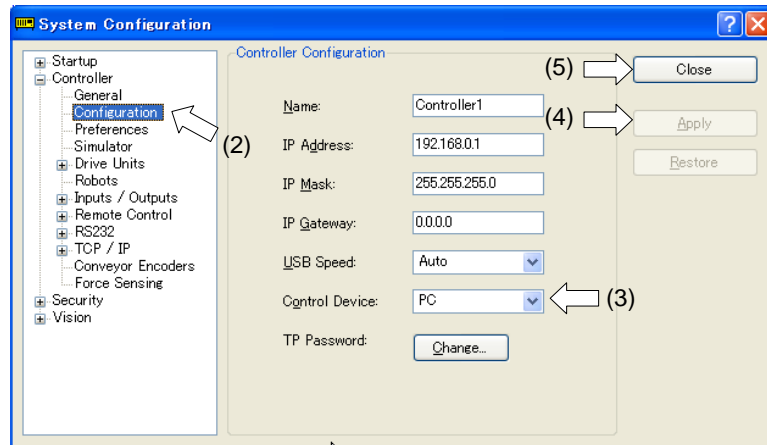 System Configuration
Startup
Controller
General
Configuration
Preferences
Simulator
Drive Units
Robots
Inputs / Outputs
Remote Control
RS232
TCP / IP
Conveyor Encoders
Force Sensing
Security
Vision
(2)
Controller Configuration
Name: Controller1
IP Address: 192.168.0.1
IP Mask: 255.255.255.0
IP Gateway: 0.0.0.0
USB Speed: Auto
Control Device: PC (3)
TP Password: Change...
(5) Close
(4) Apply
Restore